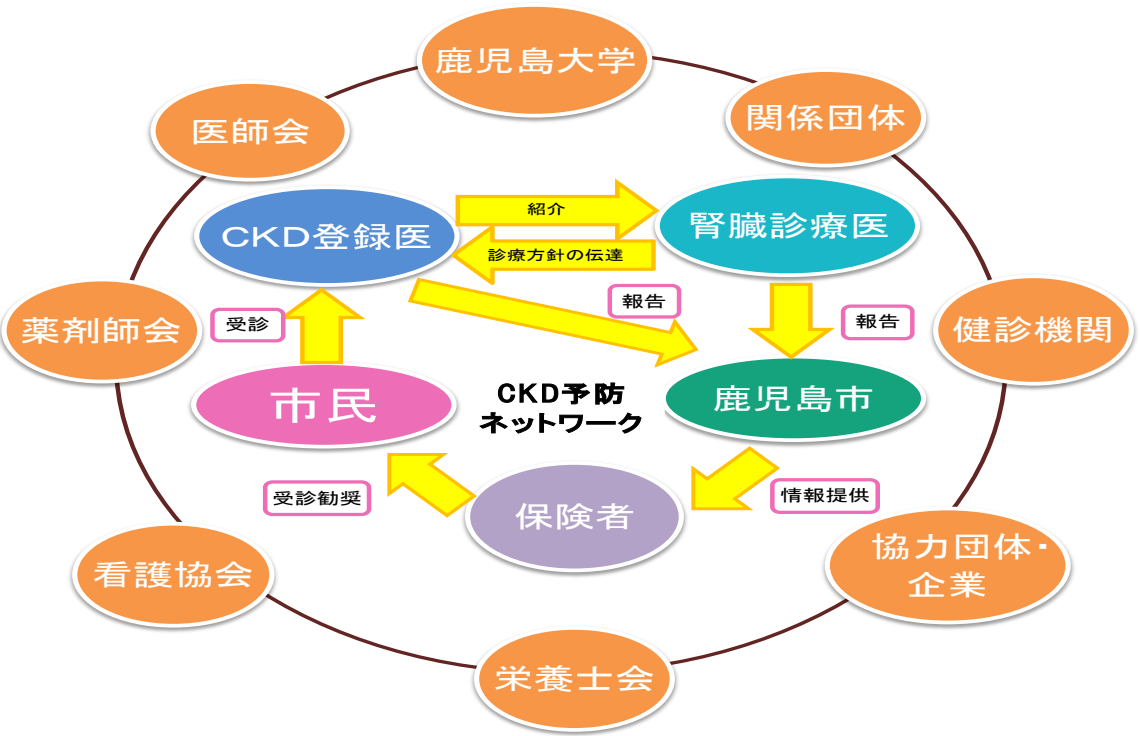 鹿児島大学
医師会
関係団体
CKD登録医
紹介
腎臓診療医
診療方針の伝達
薬剤師会
受診
報告
報告
健診機関
市民
CKD予防
ネットワーク
鹿児島市
受診勧奨
保険者
情報提供
看護協会
協力団体・
企業
栄養士会